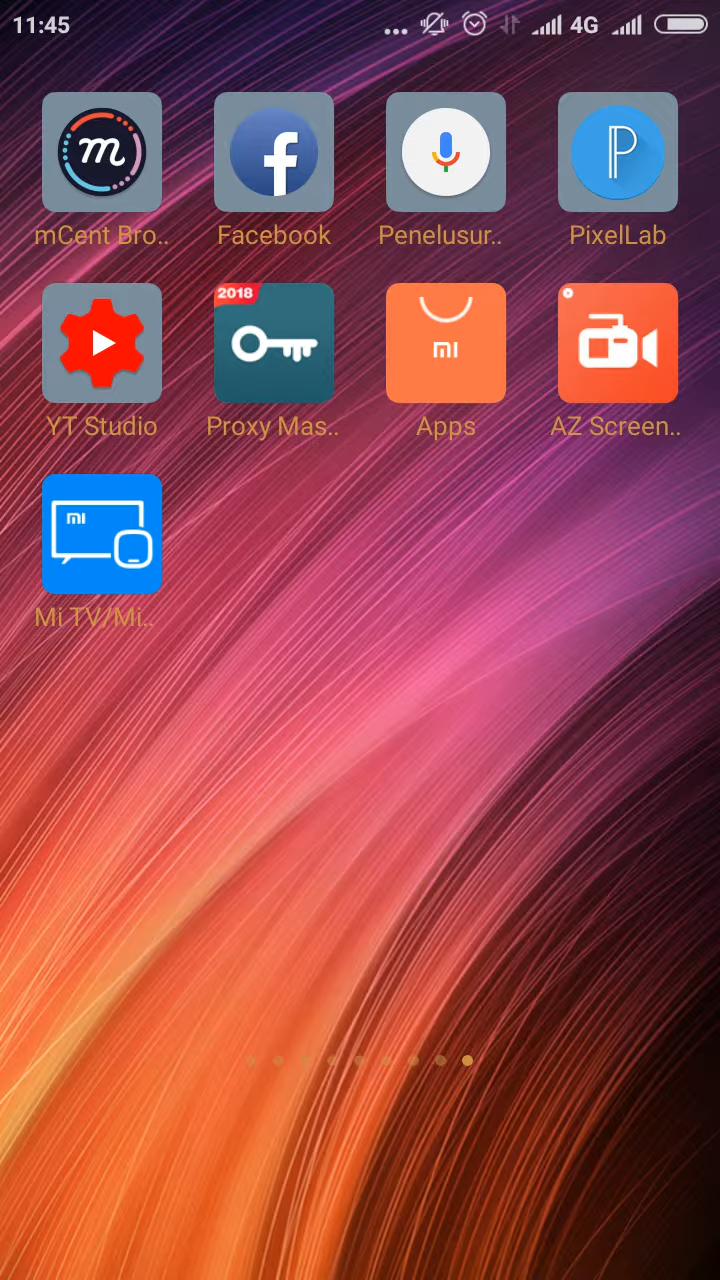 11:45 ... 4G
mCent Bro.. Facebook Penelusur.. PixelLab
2018
YT Studio Proxy Mas.. Apps AZ Screen..
Mi TV/Mi..